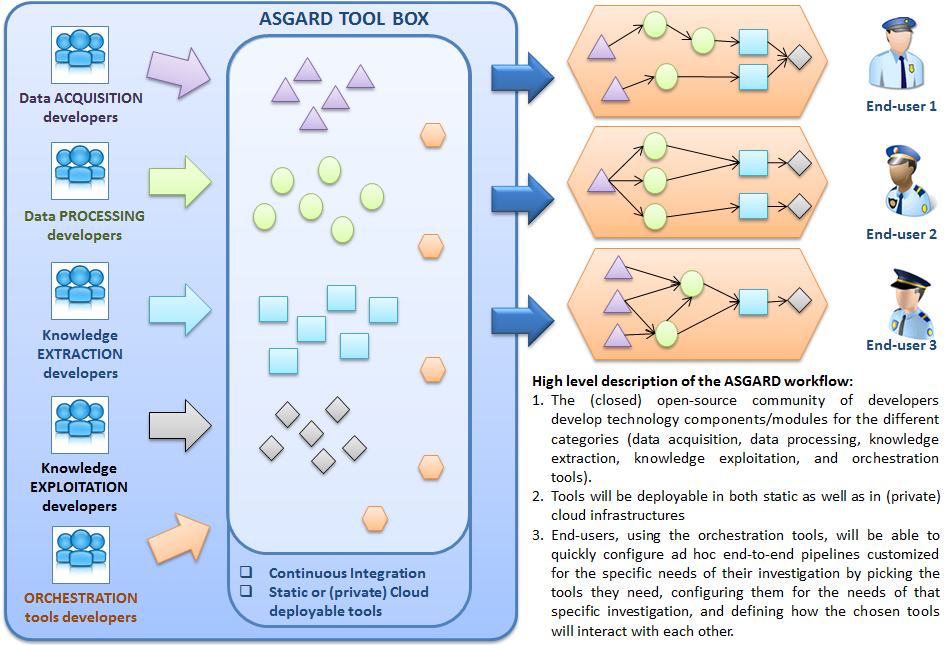 ASGARD TOOL BOX
Data ACQUISITION
developers
Data PROCESSING
developers
Knowledge
EXTRACTION
developers
Knowledge
EXPLOITATION
developers
ORCHESTRATION
tools developers
❑ Continuous Integration
❑ Static or (private) Cloud
deployable tools
End-user 1
End-user 2
End-user 3
High level description of the ASGARD workflow:
1. The (closed) open-source community of developers
develop technology components/modules for the different
categories (data acquisition, data processing, knowledge
extraction, knowledge exploitation, and orchestration
tools).
2. Tools will be deployable in both static as well as in (private)
cloud infrastructures
3. End-users, using the orchestration tools, will be able to
quickly configure ad hoc end-to-end pipelines customized
for the specific needs of their investigation by picking the
tools they need, configuring them for the needs of that
specific investigation, and defining how the chosen tools
will interact with each other.